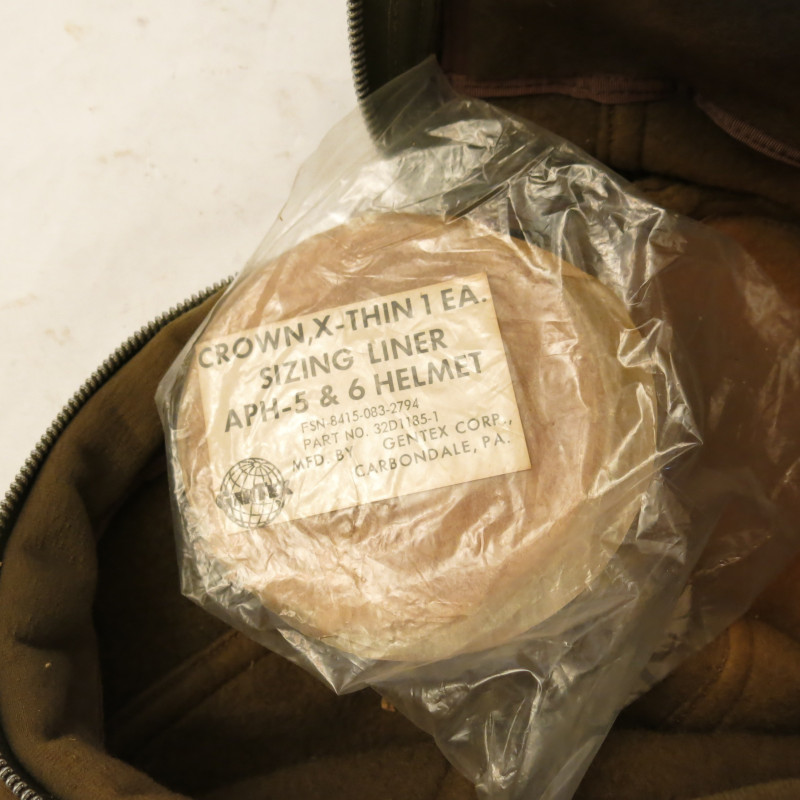 CROWN, X-THIN 1 EA.
SIZING LINER
APH-5 & 6 HELMET
FSN-8415-083-2794
PART NO. 32D1185-1
MFD. BY GENTEX CORP.,
CARBONDALE, PA.
GENTEX